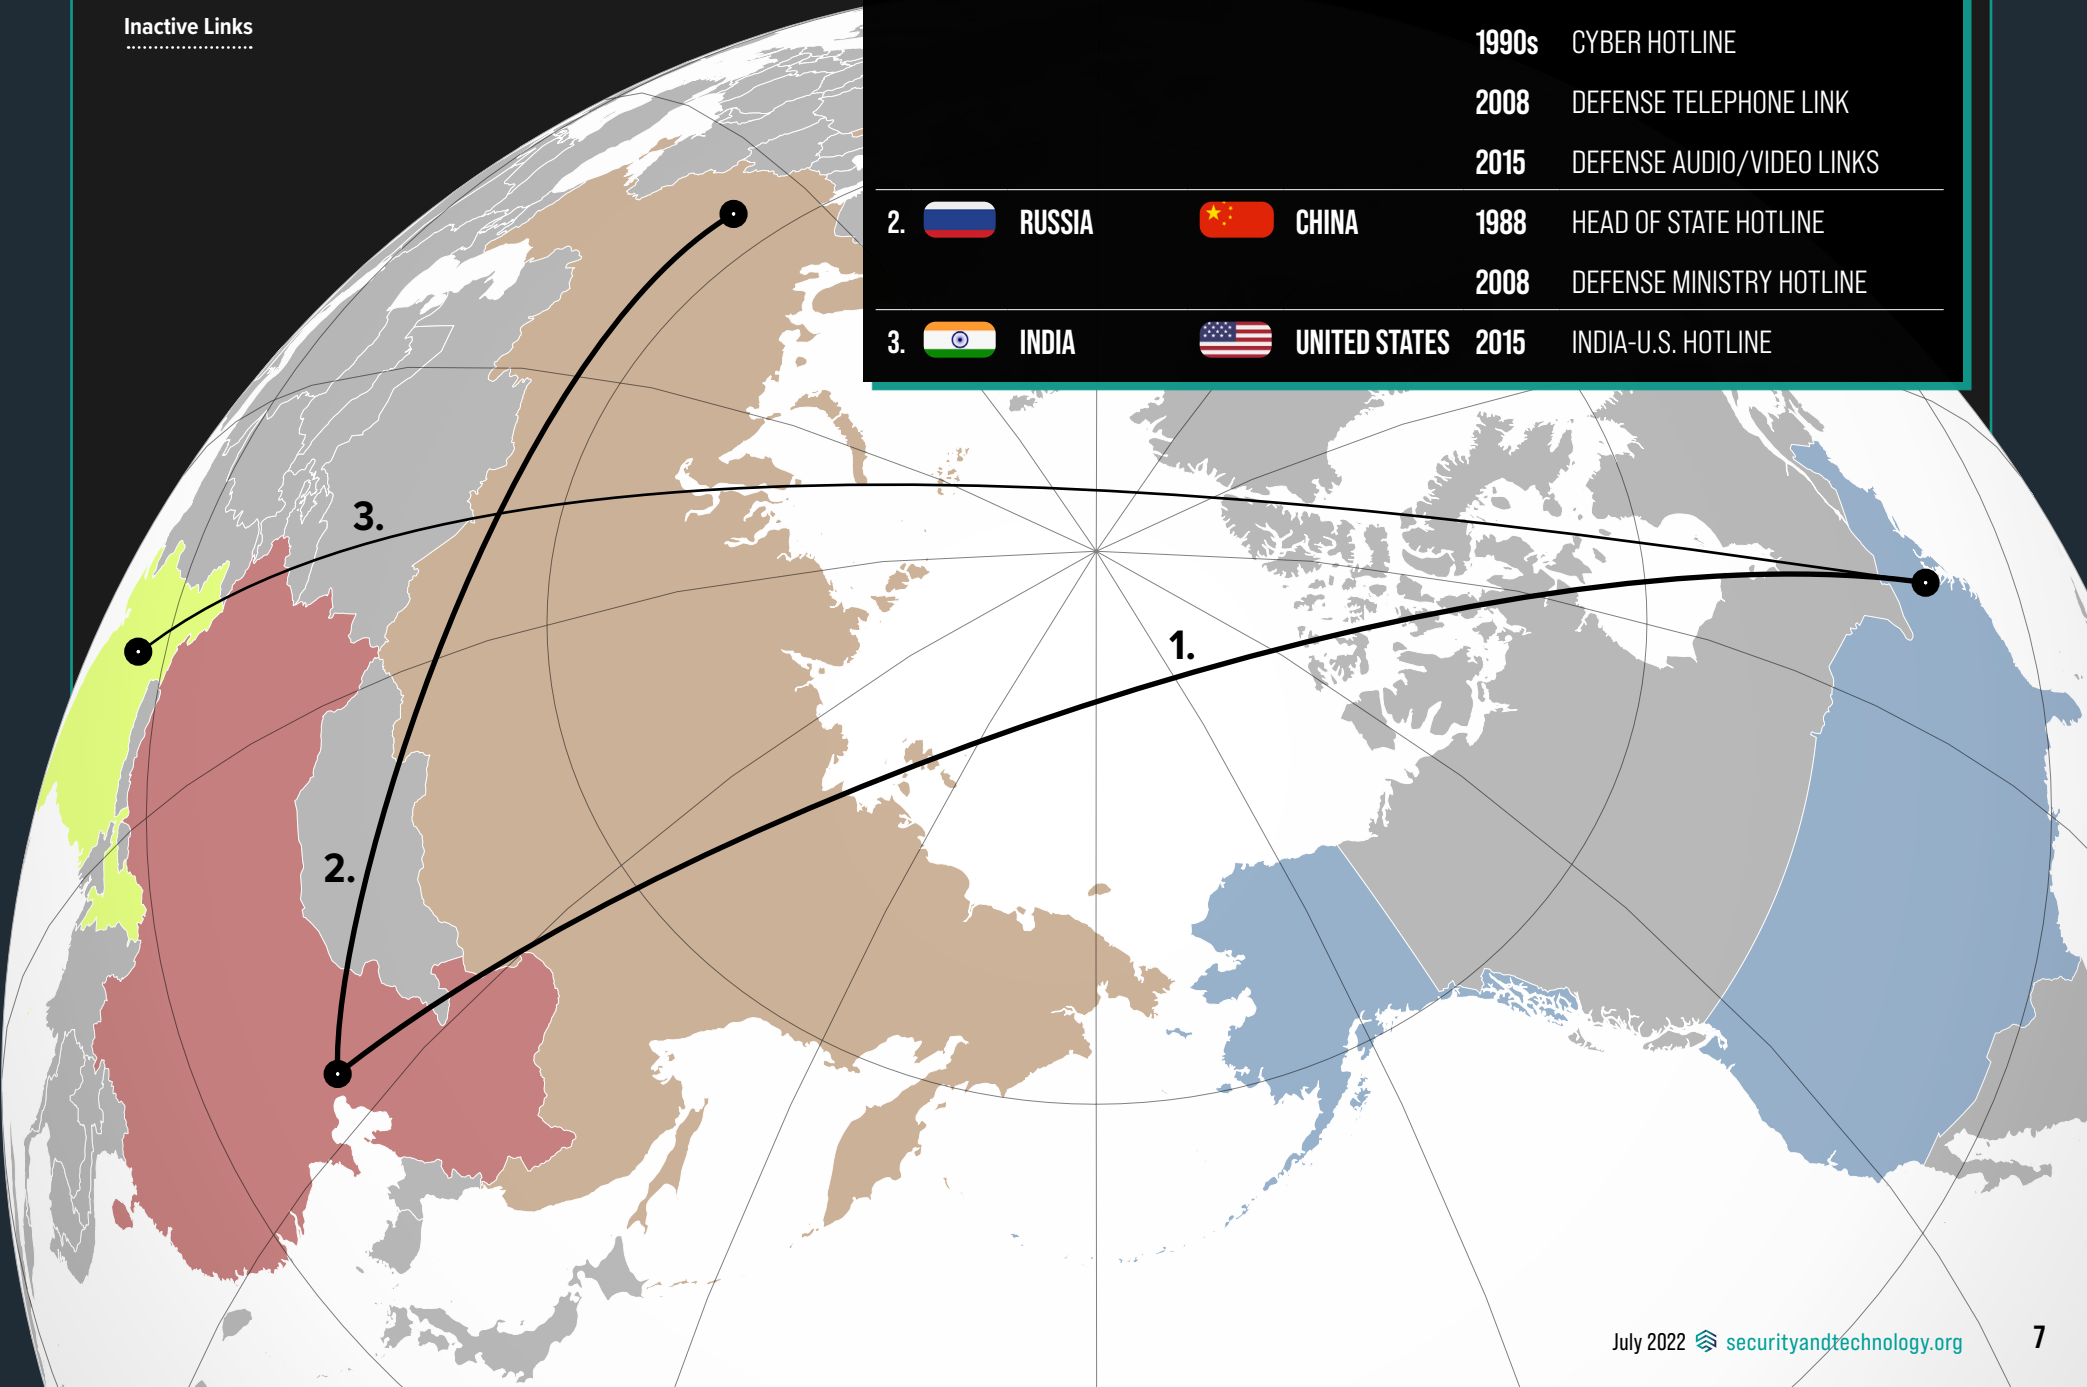 Inactive Links
1990s CYBER HOTLINE
2008 DEFENSE TELEPHONE LINK
2015 DEFENSE AUDIO/VIDEO LINKS
2. RUSSIA CHINA 1988 HEAD OF STATE HOTLINE
2008 DEFENSE MINISTRY HOTLINE
3. INDIA UNITED STATES 2015 INDIA-U.S. HOTLINE
3.
1.
2.
July 2022 securityandtechnology.org 7